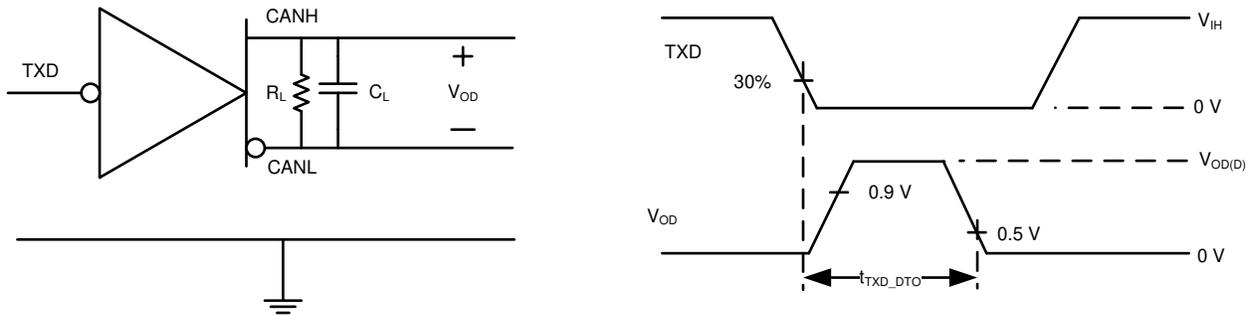 CANH
TXD
R_L
C_L
+
V_OD
—
CANL
V_IH
TXD
30%
0 V
V_OD(D)
0.9 V
V_OD
0.5 V
0 V
t_TXD_DTO